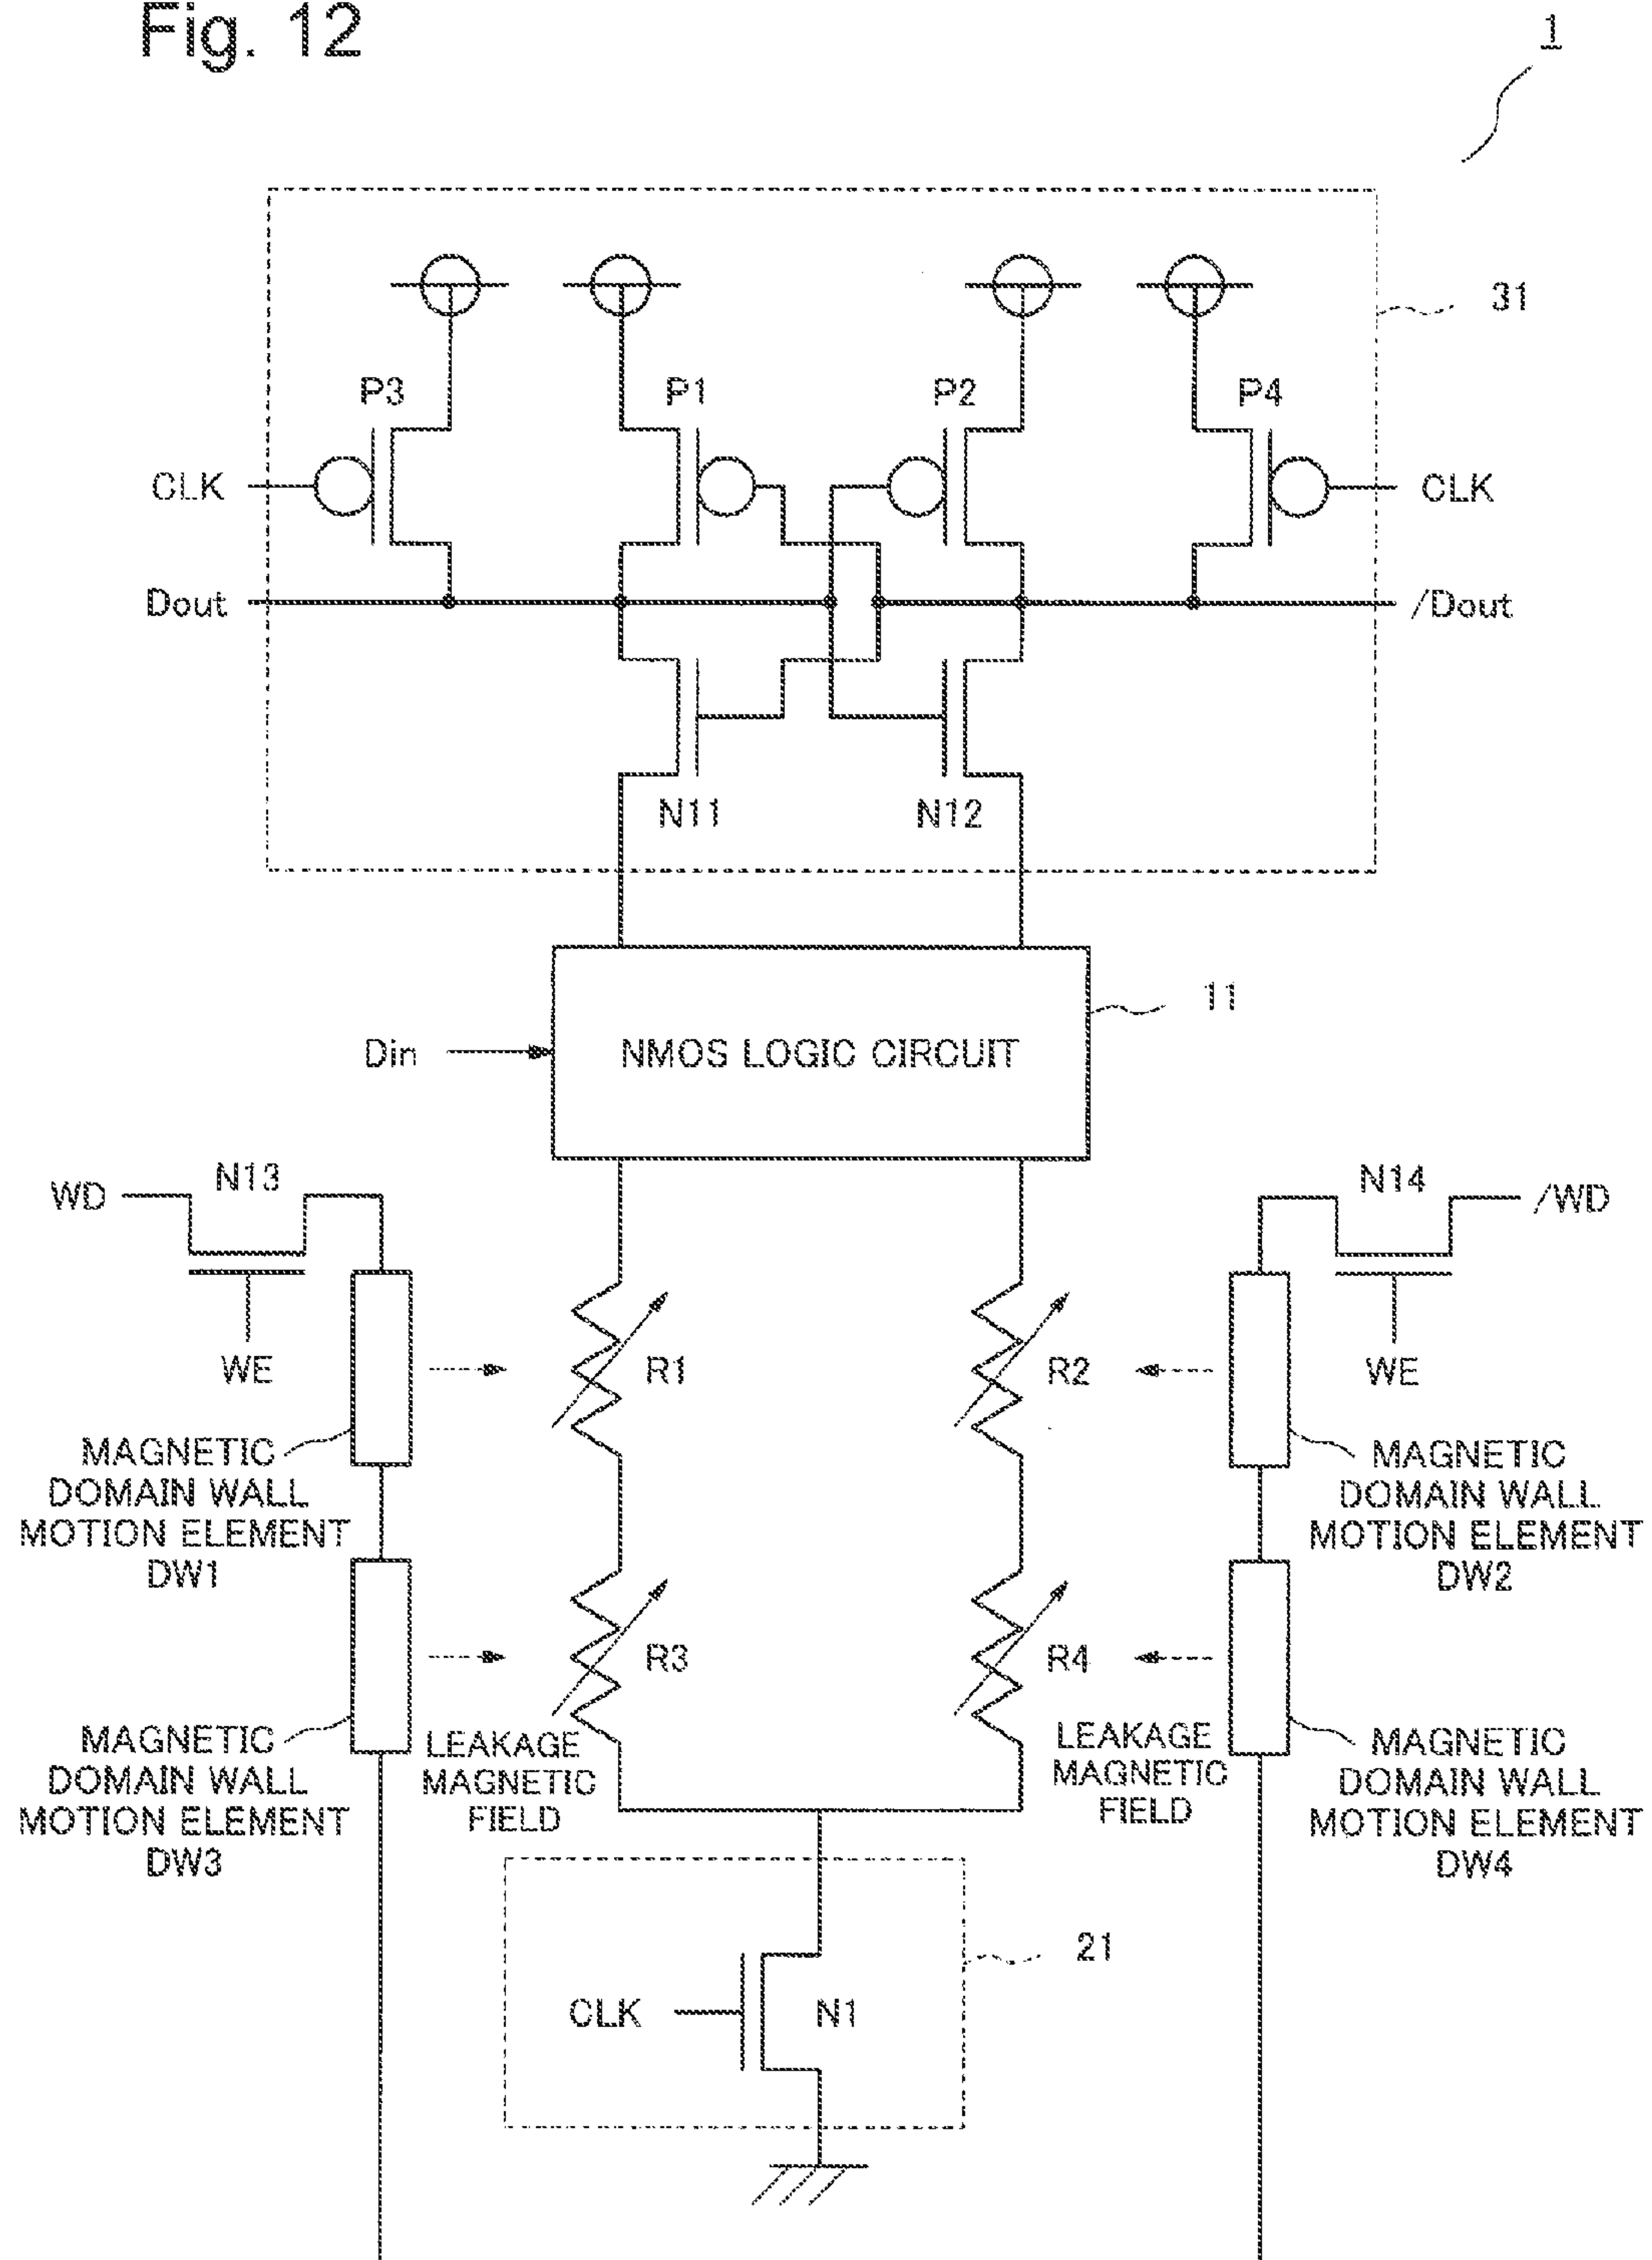 Fig. 12
1
31
P3
P1
P2
P4
CLK
CLK
Dout
/Dout
N11
N12
11
Din
NMOS LOGIC CIRCUIT
WD
N13
N14
/WD
WE
R1
R2
WE
MAGNETIC
DOMAIN WALL
MOTION ELEMENT
DW1
MAGNETIC
DOMAIN WALL
MOTION ELEMENT
DW2
R3
R4
MAGNETIC
DOMAIN WALL
MOTION ELEMENT
DW3
LEAKAGE
MAGNETIC
FIELD
LEAKAGE
MAGNETIC
FIELD
MAGNETIC
DOMAIN WALL
MOTION ELEMENT
DW4
21
CLK
N1